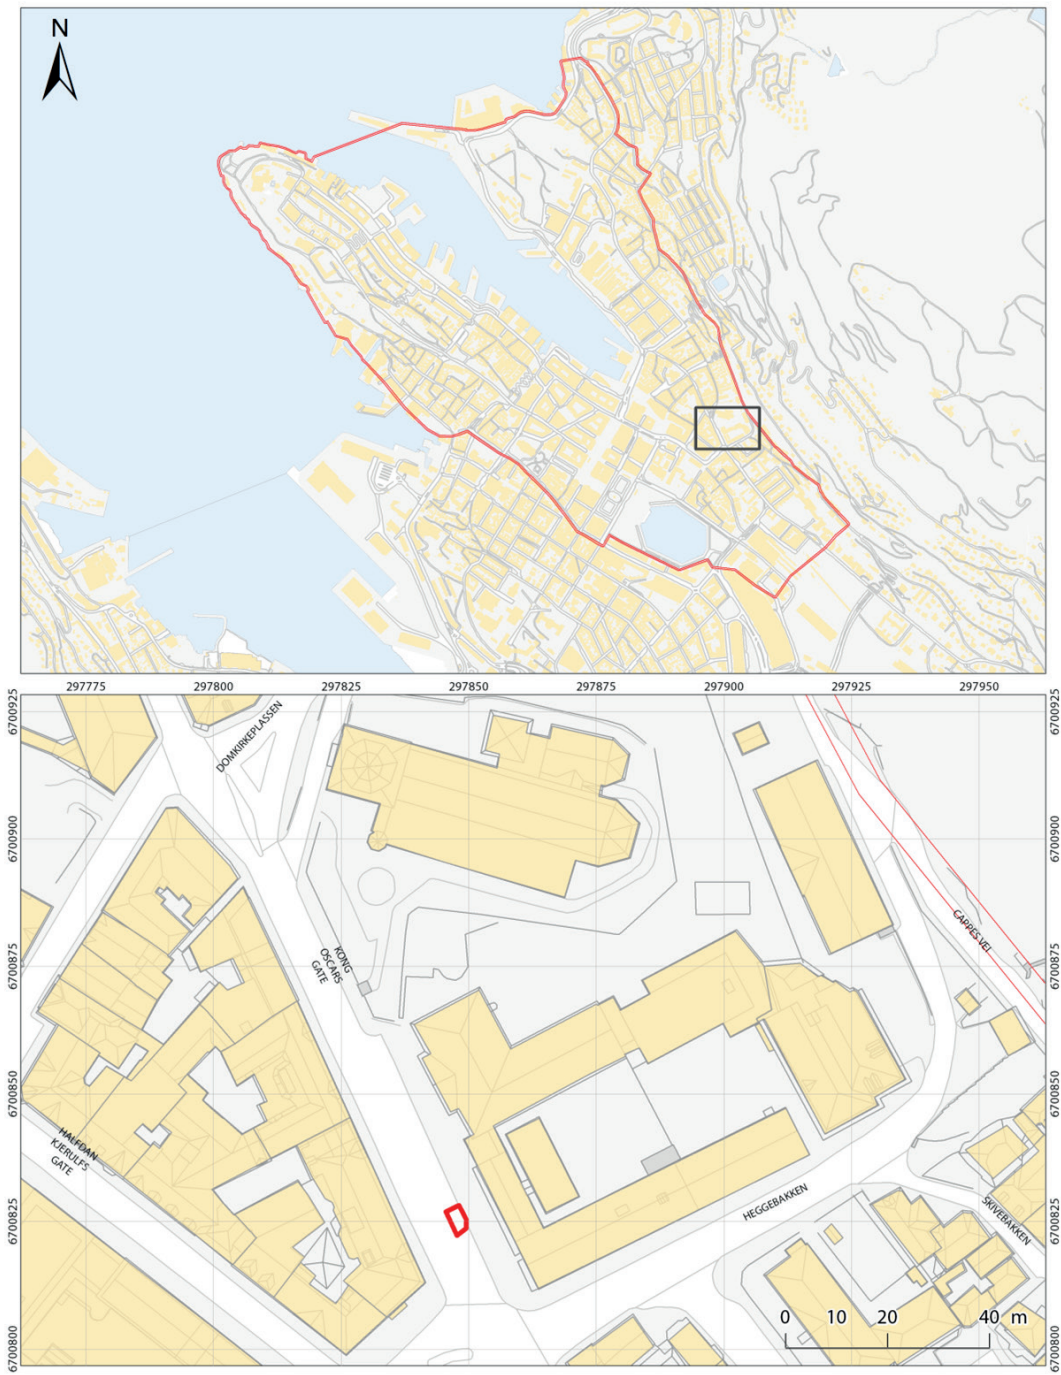 N
297775 297800 297825 297850 297875 297900 297925 297950
6700925
6700925
DOMKIRKEPLASSEN
6700900
6700900
KONG
OSCARS
GATE
CAPPES VEI
6700875
6700875
6700850
6700850
HALFDAN
KJERULFS
GATE
HEGGEBAKKEN
SKIVEBAKKEN
6700825
6700825
0 10 20 40 m
6700800
6700800